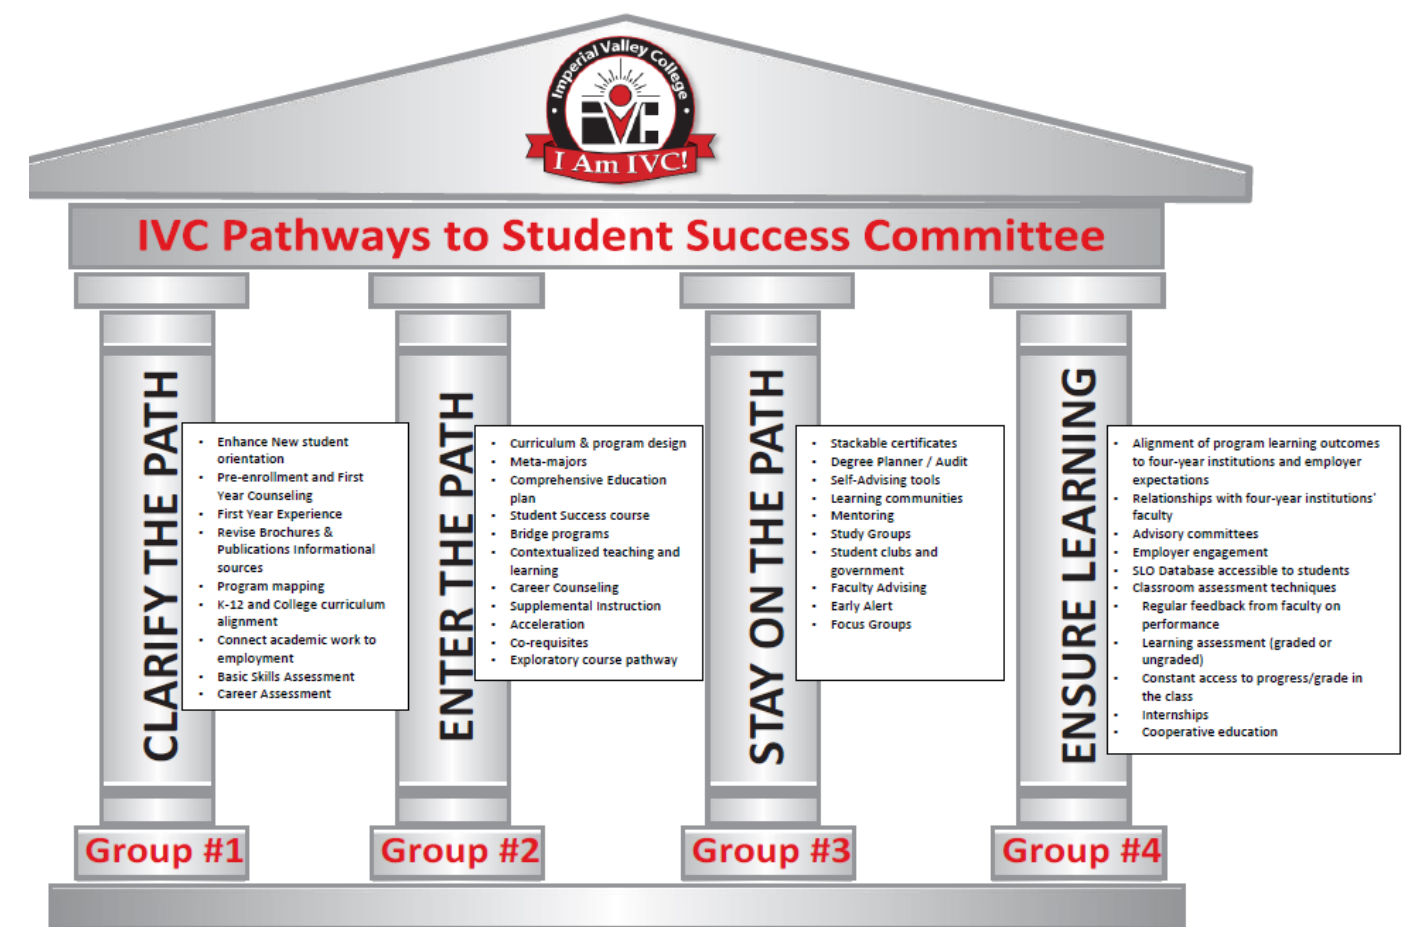 Imperial Valley College
IVC
I Am IVC!
IVC Pathways to Student Success Committee
CLARIFY THE PATH
• Enhance New student
orientation
• Pre-enrollment and First
Year Counseling
• First Year Experience
• Revise Brochures &
Publications Informational
sources
• Program mapping
• K-12 and College curriculum
alignment
• Connect academic work to
employment
• Basic Skills Assessment
• Career Assessment
Group #1
ENTER THE PATH
• Curriculum & program design
• Meta-majors
• Comprehensive Education
plan
• Student Success course
• Bridge programs
• Contextualized teaching and
learning
• Career Counseling
• Supplemental Instruction
• Acceleration
• Co-requisites
• Exploratory course pathway
Group #2
STAY ON THE PATH
• Stackable certificates
• Degree Planner / Audit
• Self-Advising tools
• Learning communities
• Mentoring
• Study Groups
• Student clubs and
government
• Faculty Advising
• Early Alert
• Focus Groups
Group #3
ENSURE LEARNING
• Alignment of program learning outcomes
to four-year institutions and employer
expectations
• Relationships with four-year institutions'
faculty
• Advisory committees
• Employer engagement
• SLO Database accessible to students
• Classroom assessment techniques
• Regular feedback from faculty on
performance
• Learning assessment (graded or
ungraded)
• Constant access to progress/grade in
the class
• Internships
• Cooperative education
Group #4